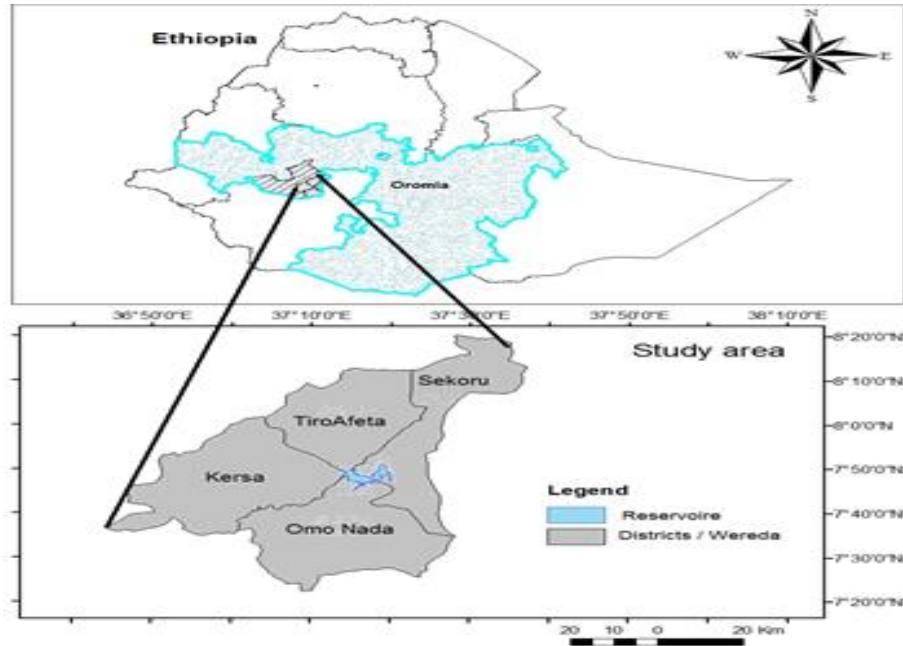 Ethiopia
N
W E
S
Oromia
36°50'0"E 37°10'0"E 37°30'0"E 37°50'0"E 38°10'0"E
Study area
8°20'0"N
Sekoru
8°10'0"N
TiroAfeta
8°0'0"N
Kersa
7°50'0"N
Legend
Reservoire
7°40'0"N
Omo Nada
Districts / Wereda
7°30'0"N
7°20'0"N
20 10 0 20 Km